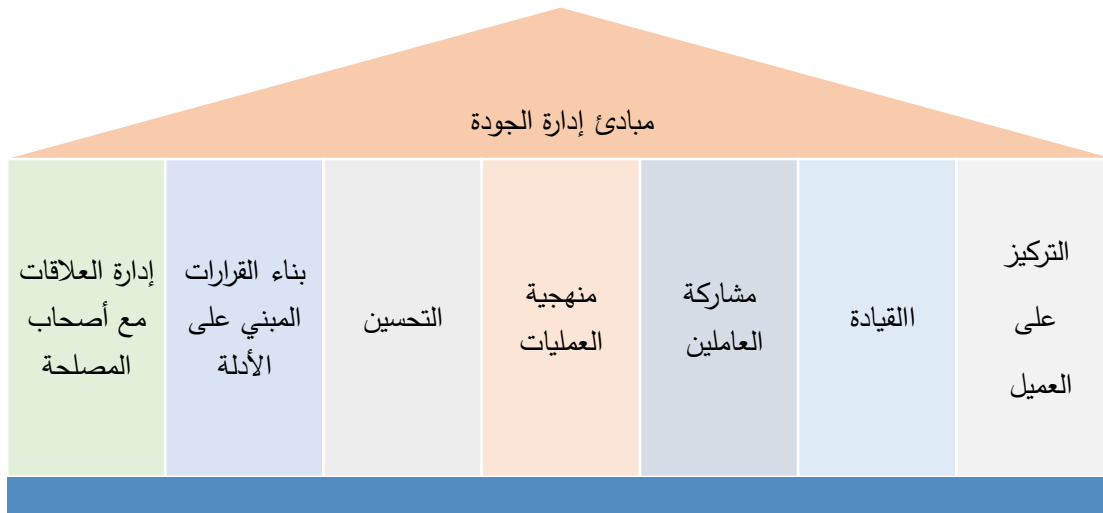 مبادئ إدارة الجودة
التركيز
على
العميل
االقيادة
مشاركة
العاملين
منهجية
العمليات
التحسين
بناء القرارات
المبني على
الأدلة
إدارة العلاقات
مع أصحاب
المصلحة